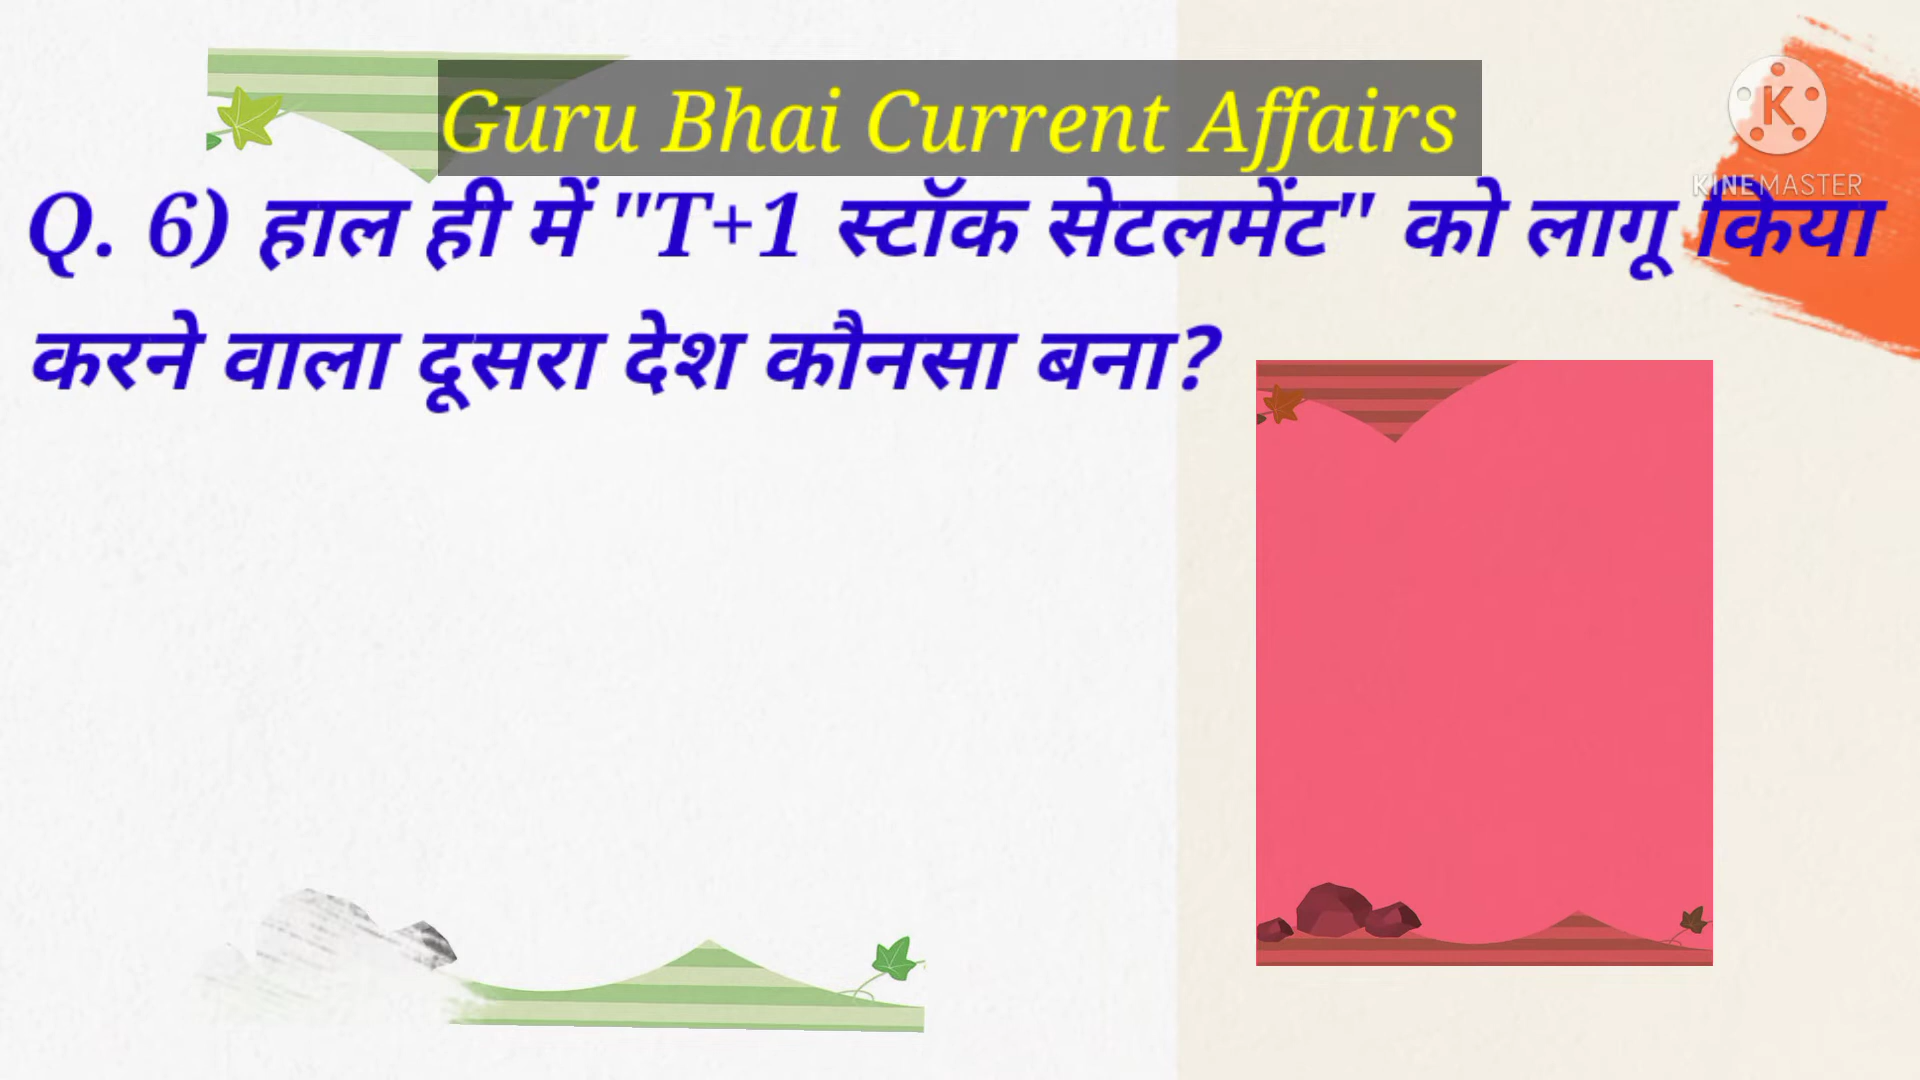 Guru Bhai Current Affairs
KINEMASTER
Q. 6) हाल ही में "T+1 स्टॉक सेटलमेंट" को लागू किया
करने वाला दूसरा देश कौनसा बना?